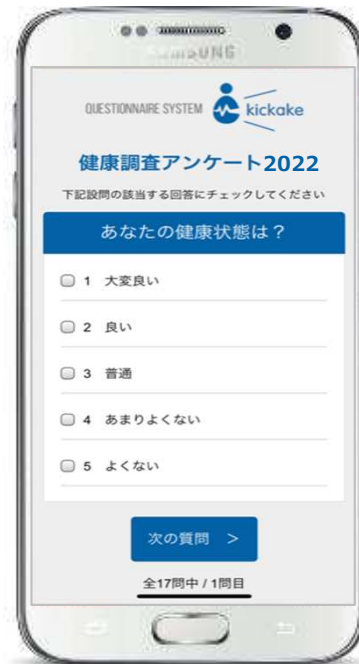 SAMSUNG
QUESTIONNAIRE SYSTEM kickake
健康調査アンケート2022
下記設問の該当する回答にチェックしてください
あなたの健康状態は？
1 大変良い
2 良い
3 普通
4 あまりよくない
5 よくない
次の質問 >
全17問中 / 1問目